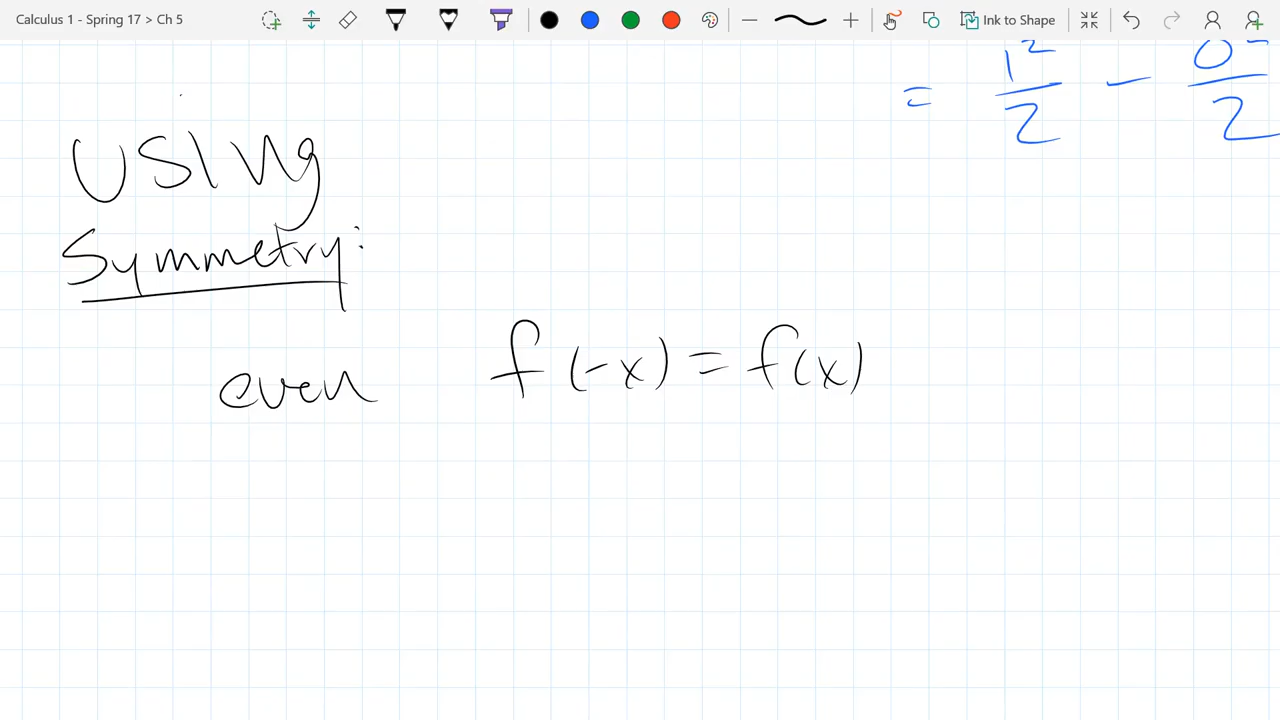 Calculus 1 - Spring 17 > Ch 5
Ink to Shape
= 1²/2 - 0²/2
USING
Symmetry:
even f(-x) = f(x)